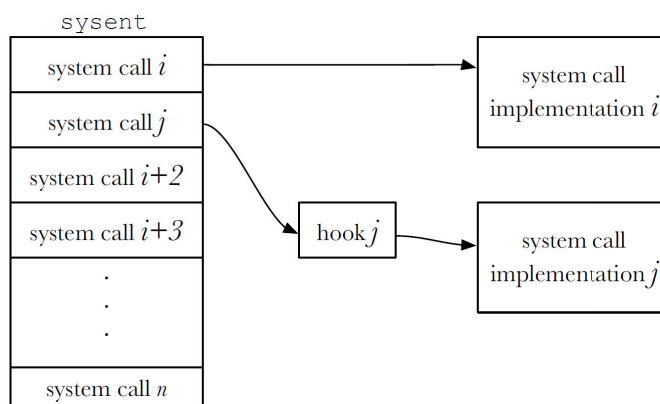 sysent
system call i
system call j
system call i+2
system call i+3
.
.
.
system call n
hook j
system call
implementation i
system call
implementation j